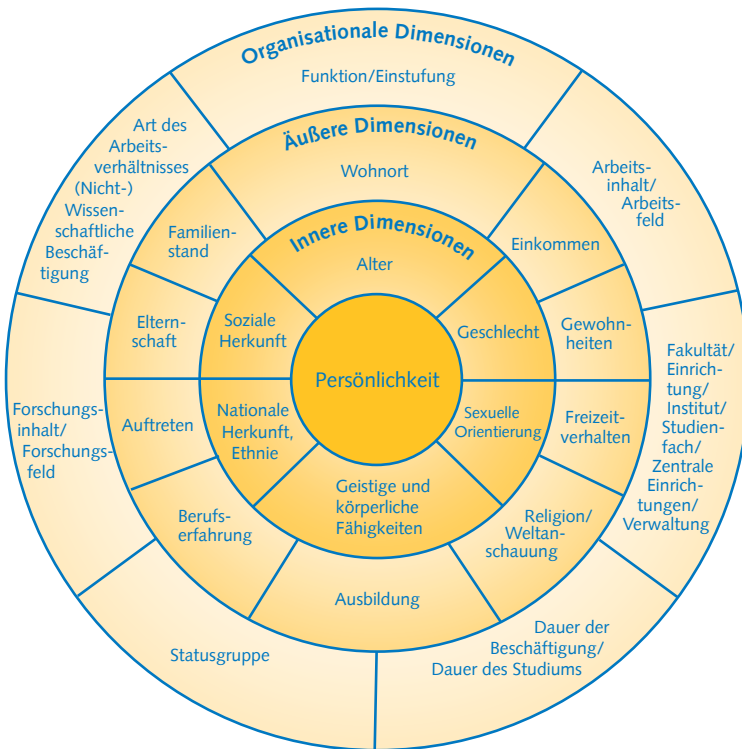 Organisationale Dimensionen
Funktion/Einstufung
Arbeits-
inhalt/
Arbeits-
feld
Fakultät/
Einrich-
tung/
Institut/
Studien-
fach/
Zentrale
Einrich-
tungen/
Verwaltung
Dauer der
Beschäftigung/
Dauer des Studiums
Statusgruppe
Forschungs-
inhalt/
Forschungs-
feld
Art des
Arbeits-
verhältnisses
(Nicht-)
Wissen-
schaftliche
Beschäf-
tigung
Äußere Dimensionen
Wohnort
Einkommen
Gewohn-
heiten
Freizeit-
verhalten
Religion/
Weltan-
schauung
Ausbildung
Berufs-
erfahrung
Auftreten
Eltern-
schaft
Familien-
stand
Innere Dimensionen
Alter
Geschlecht
Sexuelle
Orientierung
Geistige und
körperliche
Fähigkeiten
Nationale
Herkunft,
Ethnie
Soziale
Herkunft
Persönlichkeit